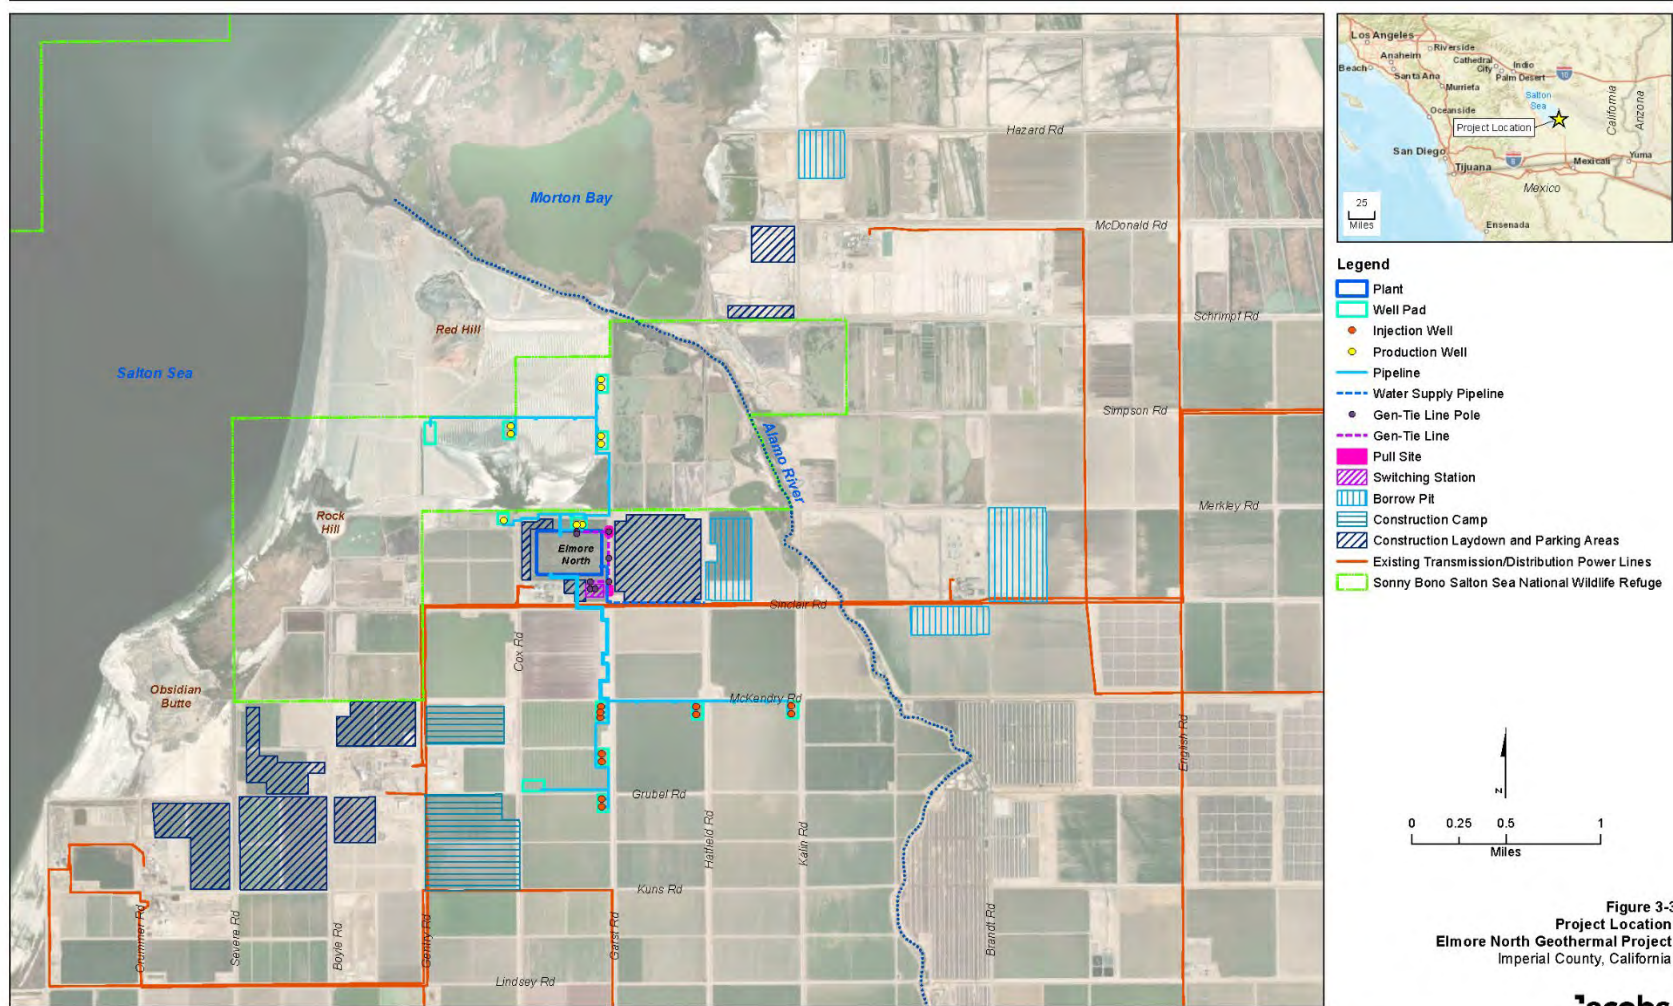 Hazard Rd
Morton Bay
McDonald Rd
Red Hill
Schrimpf Rd
Salton Sea
Simpson Rd
Alamo River
Merkley Rd
Rock
Hill
Elmore
North
Sinclair Rd
Cox Rd
Obsidian
Butte
McKendry Rd
English Rd
Grubel Rd
Hatfield Rd
Kalin Rd
Kuns Rd
Crummer Rd
Severe Rd
Boyle Rd
Gentry Rd
Garst Rd
Brandt Rd
Lindsey Rd
Los Angeles
Riverside
Anaheim
Cathedral
City
Indio
Beach
Santa Ana
Palm Desert
10
Murrieta
Salton
Sea
Oceanside
California
Arizona
Project Location
San Diego
8
Yuma
Tijuana
Mexicali
Mexico
25
Miles
Ensenada
Legend
Plant
Well Pad
Injection Well
Production Well
Pipeline
Water Supply Pipeline
Gen-Tie Line Pole
Gen-Tie Line
Pull Site
Switching Station
Borrow Pit
Construction Camp
Construction Laydown and Parking Areas
Existing Transmission/Distribution Power Lines
Sonny Bono Salton Sea National Wildlife Refuge
N
0 0.25 0.5 1
Miles
Figure 3-3
Project Location
Elmore North Geothermal Project
Imperial County, California